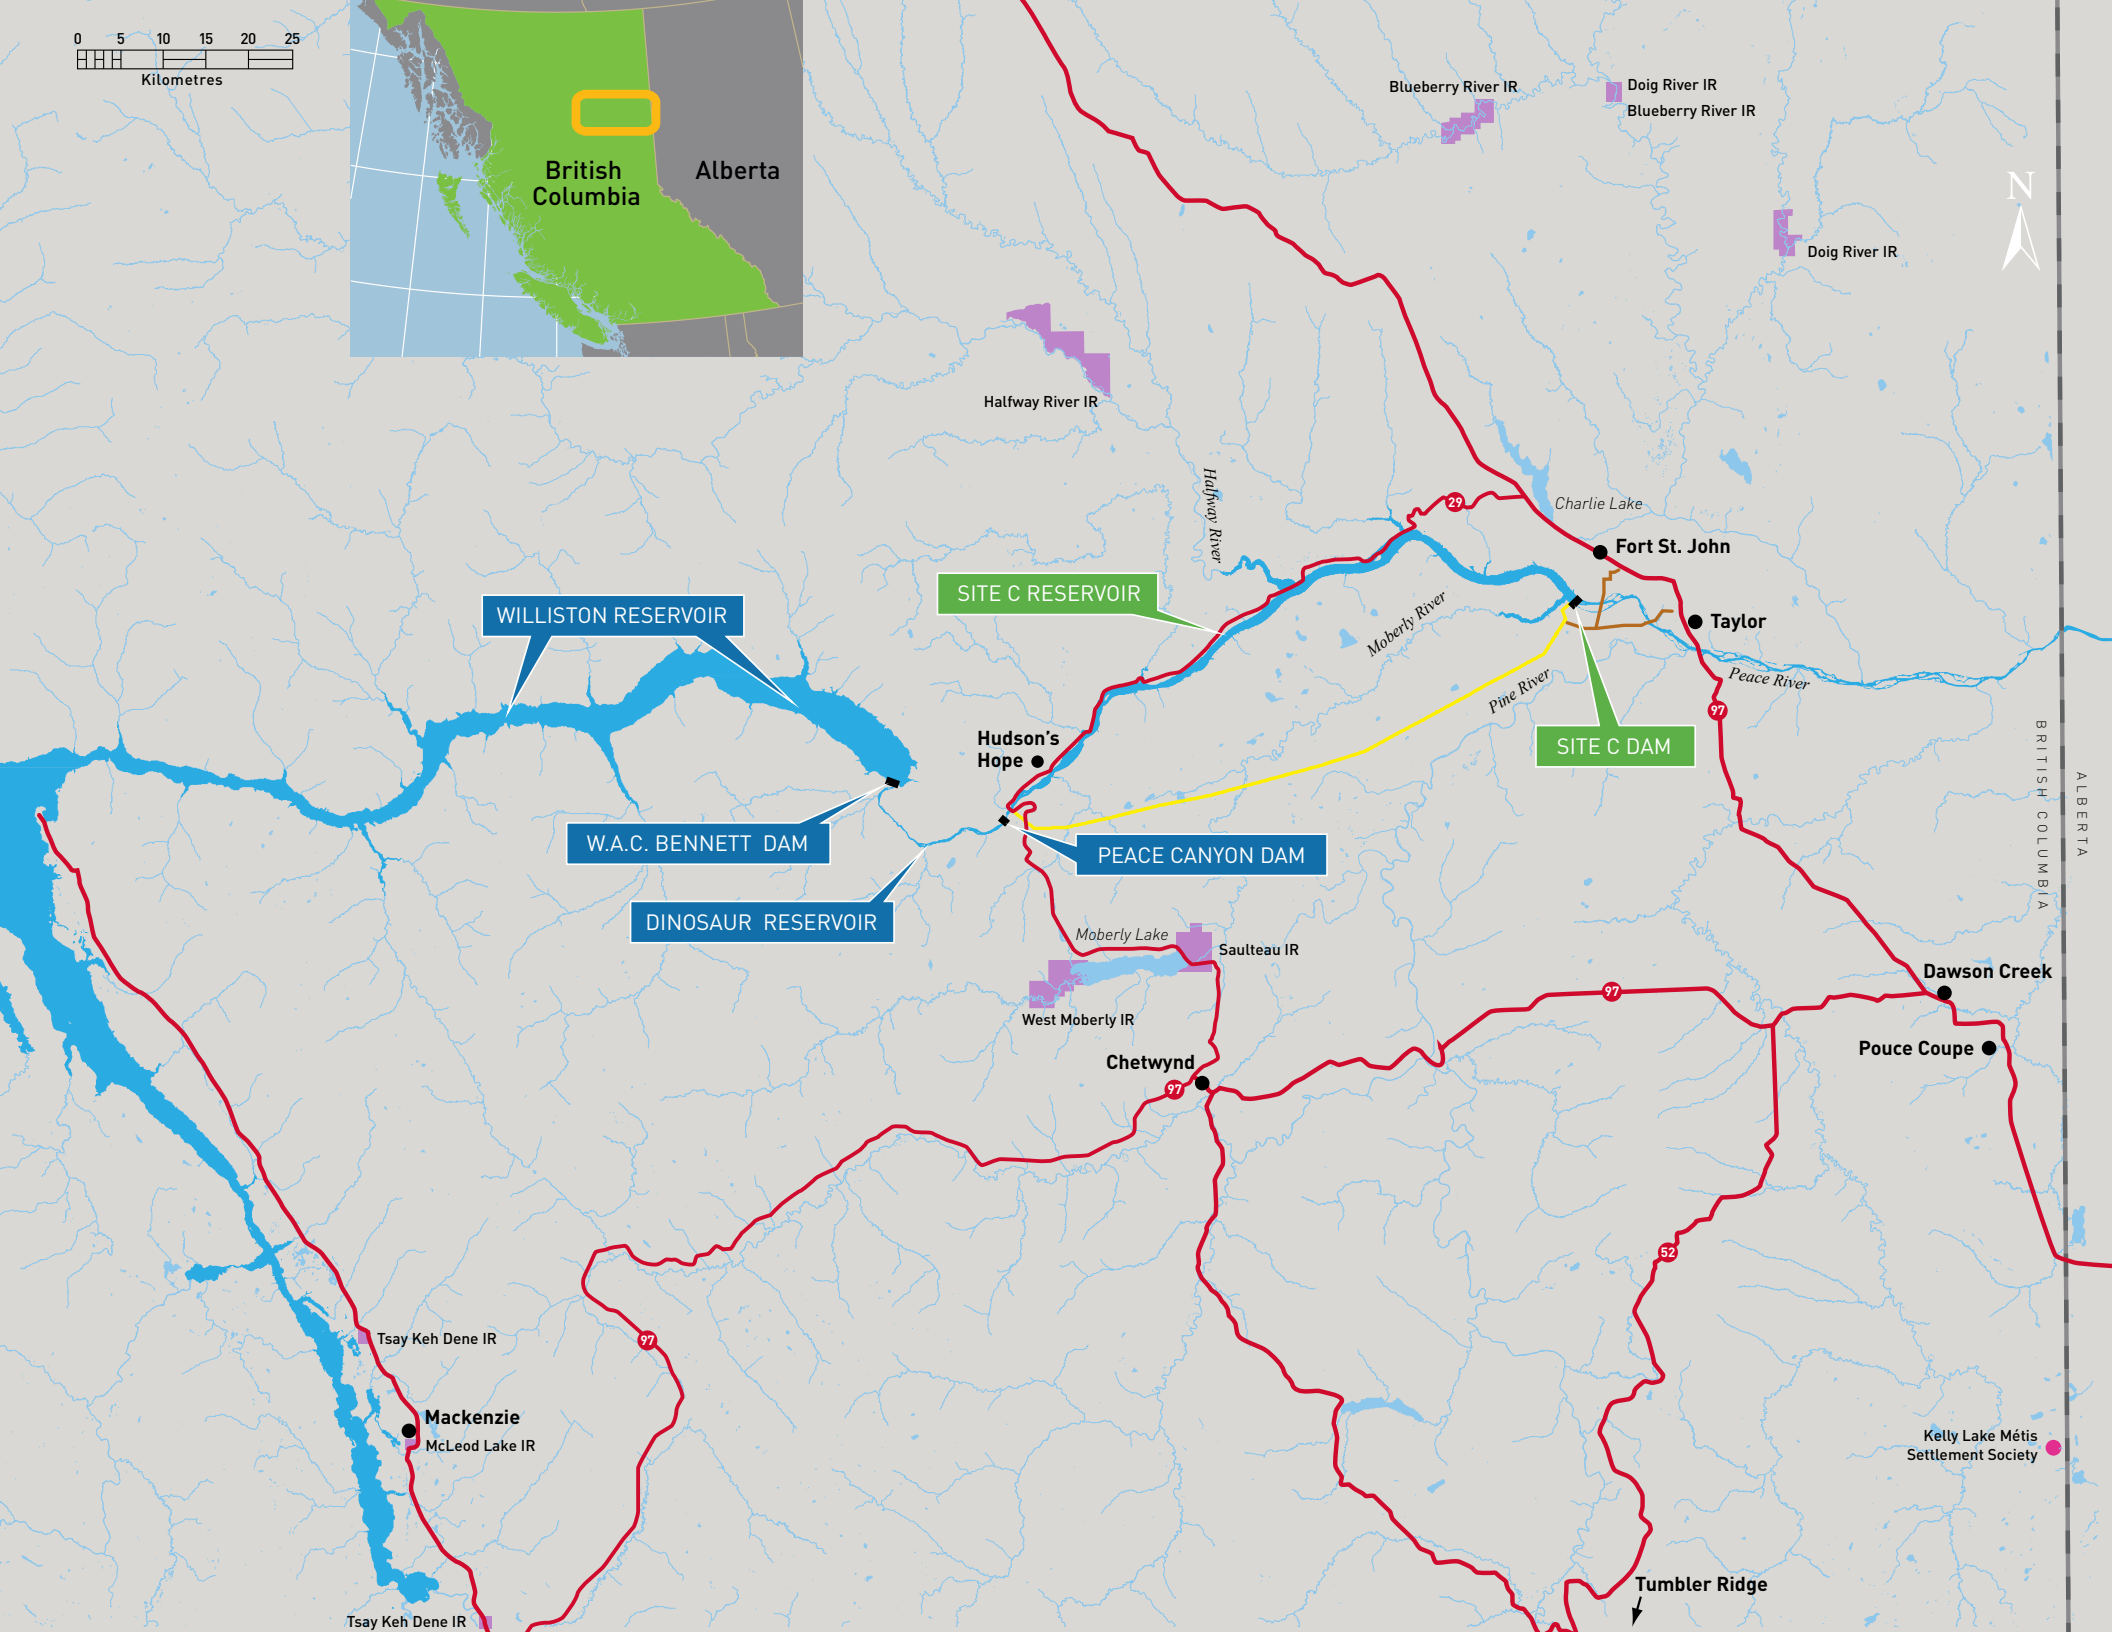 0 5 10 15 20 25
Kilometres
British
Columbia
Alberta
Blueberry River IR
Doig River IR
Blueberry River IR
N
Doig River IR
Halfway River IR
Halfway River
29
Charlie Lake
Fort St. John
SITE C RESERVOIR
WILLISTON RESERVOIR
Moberly River
Taylor
Peace River
Pine River
97
SITE C DAM
Hudson's
Hope
BRITISH COLUMBIA
ALBERTA
W.A.C. BENNETT DAM
PEACE CANYON DAM
DINOSAUR RESERVOIR
Moberly Lake
Saulteau IR
Dawson Creek
97
West Moberly IR
Pouce Coupe
Chetwynd
97
52
Tsay Keh Dene IR
97
Mackenzie
McLeod Lake IR
Kelly Lake Métis
Settlement Society
Tumbler Ridge
Tsay Keh Dene IR